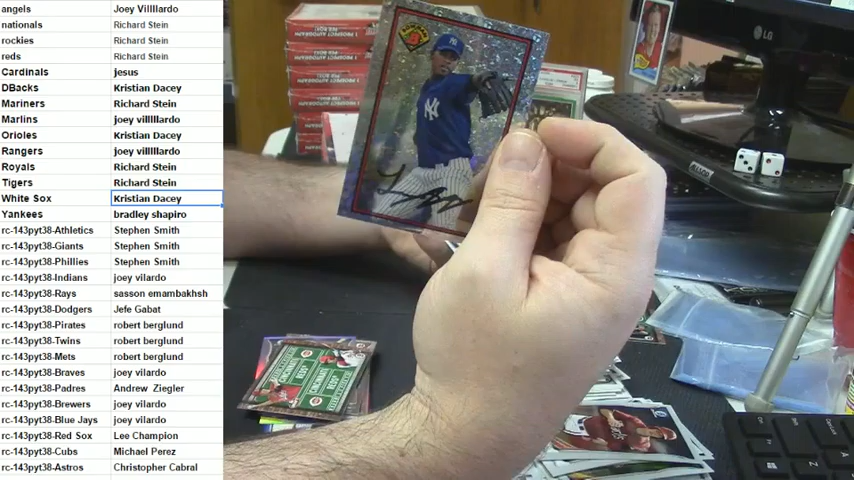 angels Joey Villllardo
nationals Richard Stein
rockies Richard Stein
reds Richard Stein
Cardinals jesus
DBacks Kristian Dacey
Mariners Richard Stein
Marlins joey villlllardo
Orioles Kristian Dacey
Rangers joey villlllardo
Royals Richard Stein
Tigers Richard Stein
White Sox Kristian Dacey
Yankees bradley shapiro
rc-143pyt38-Athletics Stephen Smith
rc-143pyt38-Giants Stephen Smith
rc-143pyt38-Phillies Stephen Smith
rc-143pyt38-Indians joey vilardo
rc-143pyt38-Rays sasson emambakhsh
rc-143pyt38-Dodgers Jefe Gabat
rc-143pyt38-Pirates robert berglund
rc-143pyt38-Twins robert berglund
rc-143pyt38-Mets robert berglund
rc-143pyt38-Braves joey vilardo
rc-143pyt38-Padres Andrew Ziegler
rc-143pyt38-Brewers joey vilardo
rc-143pyt38-Blue Jays joey vilardo
rc-143pyt38-Red Sox Lee Champion
rc-143pyt38-Cubs Michael Perez
rc-143pyt38-Astros Christopher Cabral
LG